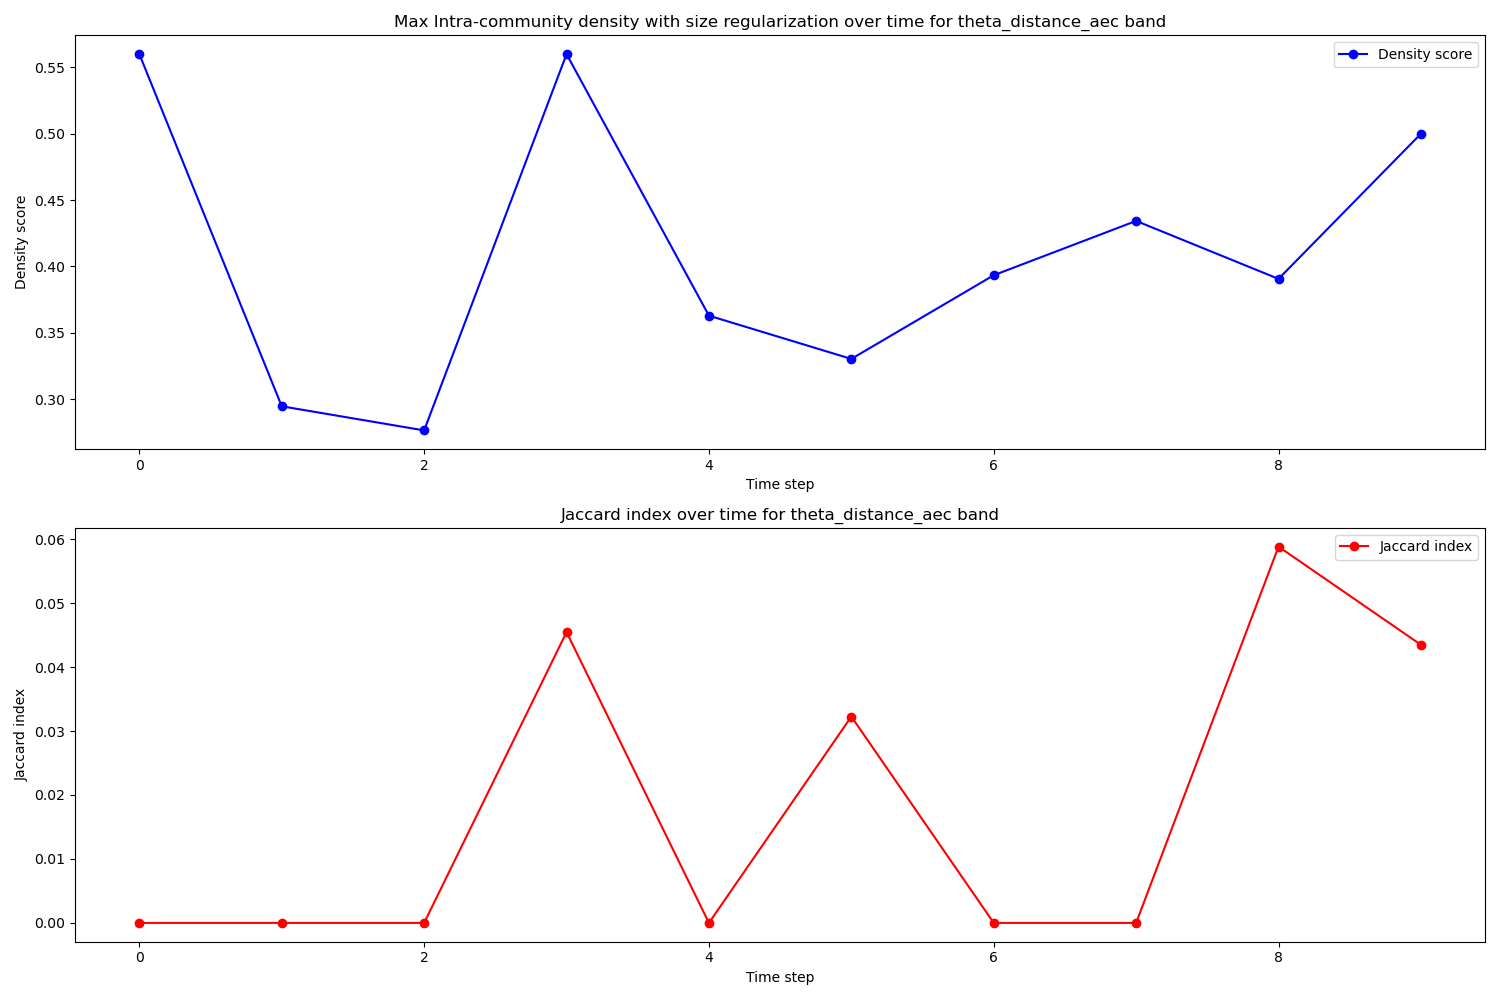 Max Intra-community density with size regularization over time for theta_distance_aec band
Density score
0.55
0.50
0.45
0.40
0.35
0.30
Density score
0
2
4
6
8
Time step
Jaccard index over time for theta_distance_aec band
Jaccard index
0.06
0.05
0.04
0.03
0.02
0.01
0.00
Jaccard index
0
2
4
6
8
Time step